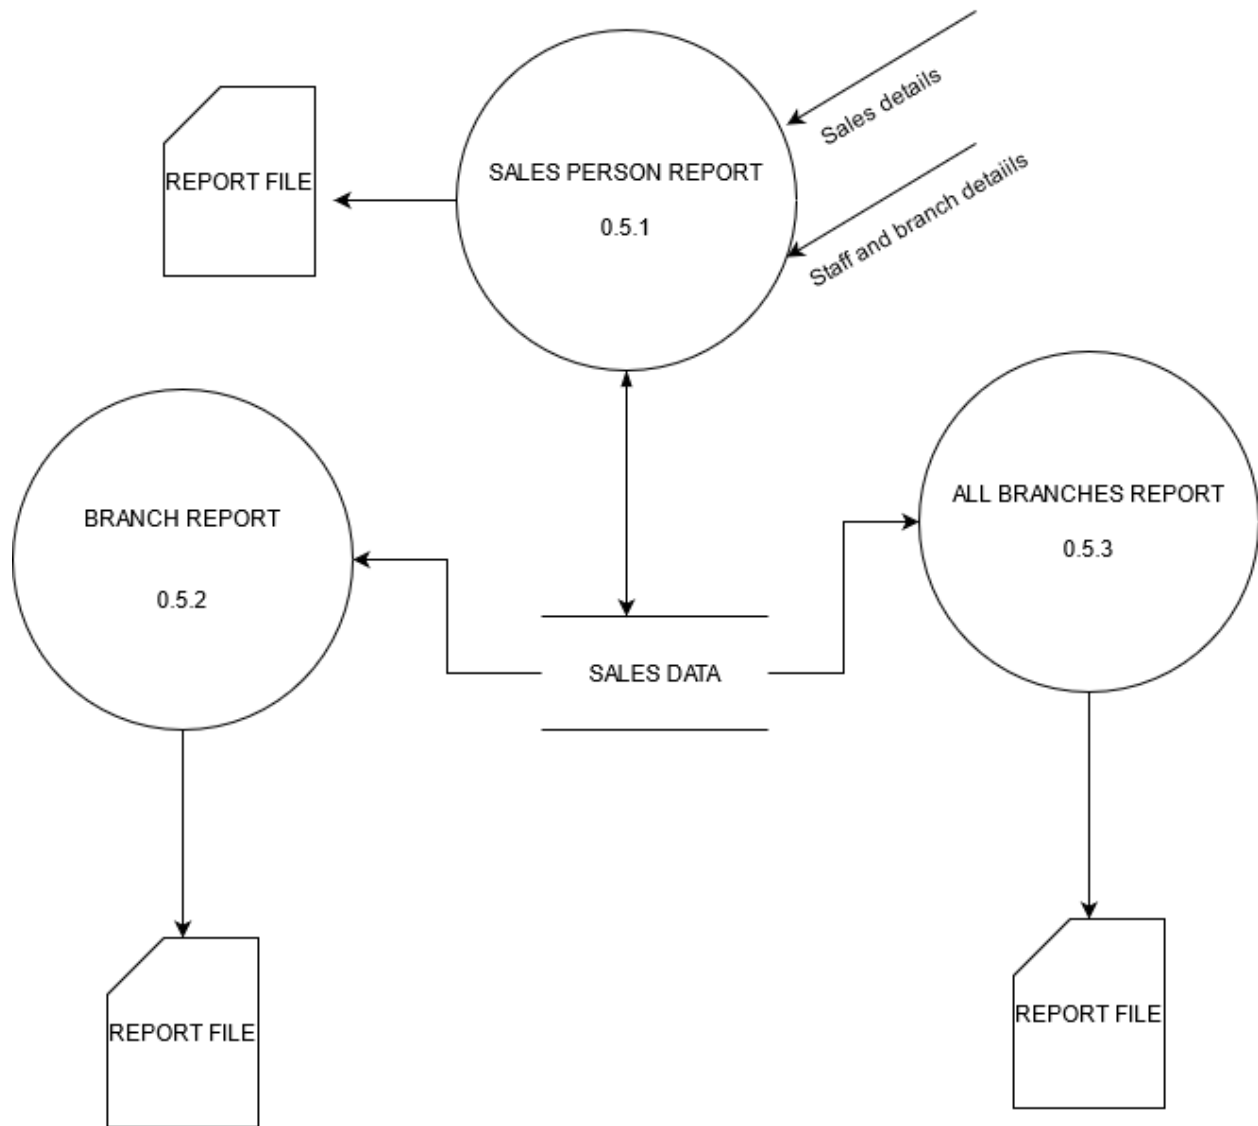 Sales details
REPORT FILE
SALES PERSON REPORT
0.5.1
Staff and branch detaiils
BRANCH REPORT
0.5.2
ALL BRANCHES REPORT
0.5.3
SALES DATA
REPORT FILE
REPORT FILE